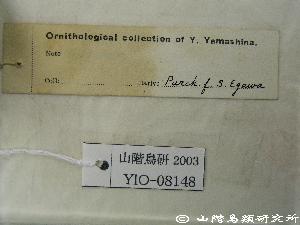 Ornithological collection of Y. Yamashina.
Note
Coll: Purch. f. S. Egawa
山階鳥研 2003
YIO-08148
© 山階鳥類研究所